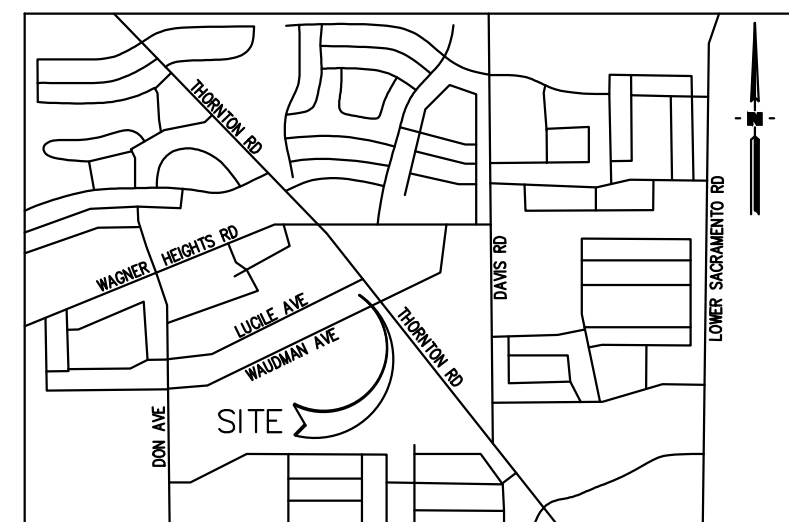 THORNTON RD
N
LOWER SACRAMENTO RD
WAGNER HEIGHTS RD
DAVIS RD
LUCILE AVE
WAUDMAN AVE
THORNTON RD
SITE
DON AVE